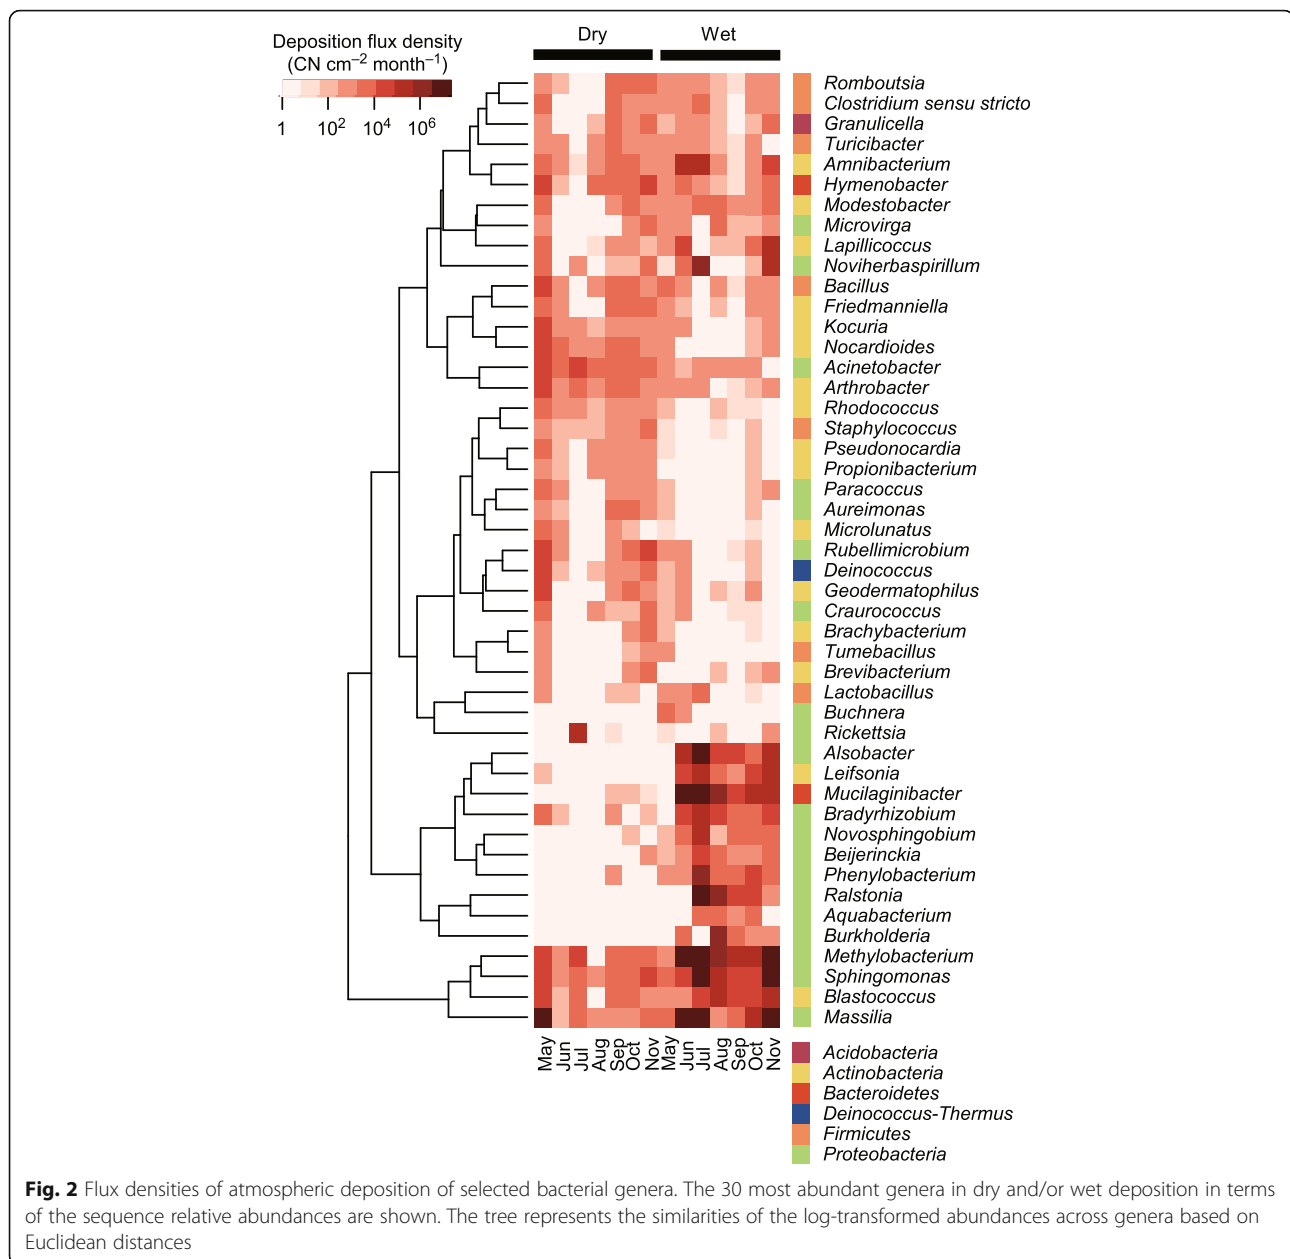 Dry Wet
Deposition flux density
(CN cm⁻² month⁻¹)
1 10² 10⁴ 10⁶
Romboutsia
Clostridium sensu stricto
Granulicella
Turicibacter
Amnibacterium
Hymenobacter
Modestobacter
Microvirga
Lapillicoccus
Noviherbaspirillum
Bacillus
Friedmanniella
Kocuria
Nocardioides
Acinetobacter
Arthrobacter
Rhodococcus
Staphylococcus
Pseudonocardia
Propionibacterium
Paracoccus
Aureimonas
Microlunatus
Rubellimicrobium
Deinococcus
Geodermatophilus
Craurococcus
Brachybacterium
Tumebacillus
Brevibacterium
Lactobacillus
Buchnera
Rickettsia
Alsobacter
Leifsonia
Mucilaginibacter
Bradyrhizobium
Novosphingobium
Beijerinckia
Phenylobacterium
Ralstonia
Aquabacterium
Burkholderia
Methylobacterium
Sphingomonas
Blastococcus
Massilia
May Jun Jul Aug Sep Oct Nov May Jun Jul Aug Sep Oct Nov
Acidobacteria
Actinobacteria
Bacteroidetes
Deinococcus-Thermus
Firmicutes
Proteobacteria
Fig. 2 Flux densities of atmospheric deposition of selected bacterial genera. The 30 most abundant genera in dry and/or wet deposition in terms
of the sequence relative abundances are shown. The tree represents the similarities of the log-transformed abundances across genera based on
Euclidean distances